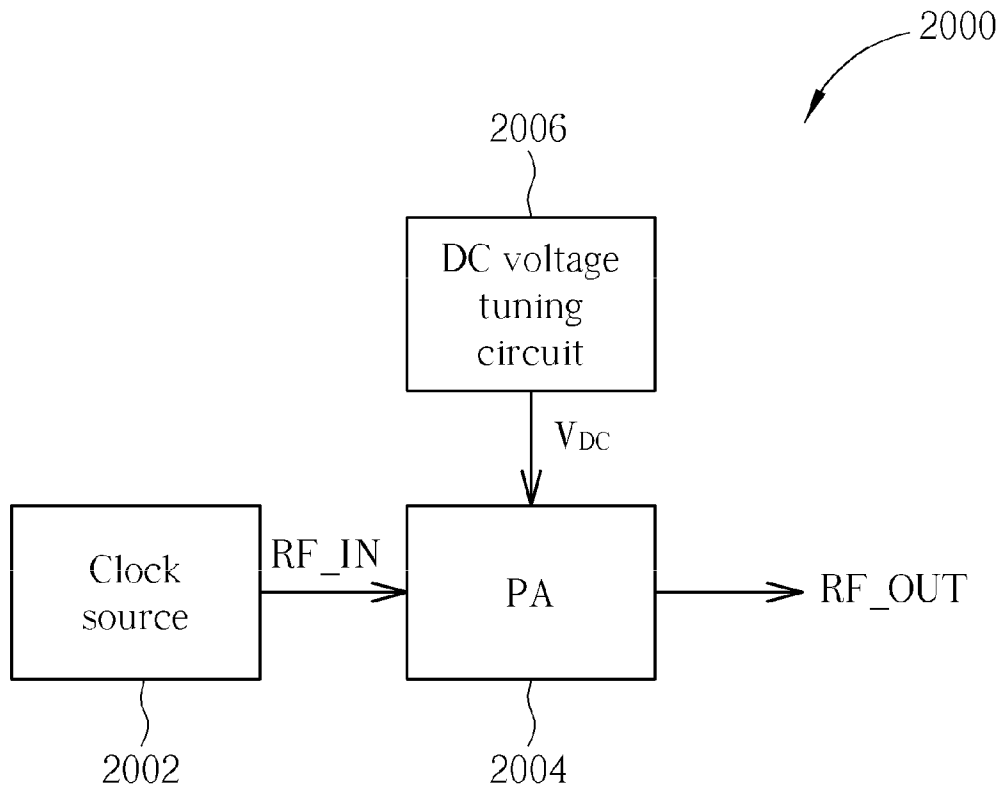 2000
2006
DC voltage
tuning
circuit
VDC
Clock
source
RF_IN
PA
RF_OUT
2002
2004